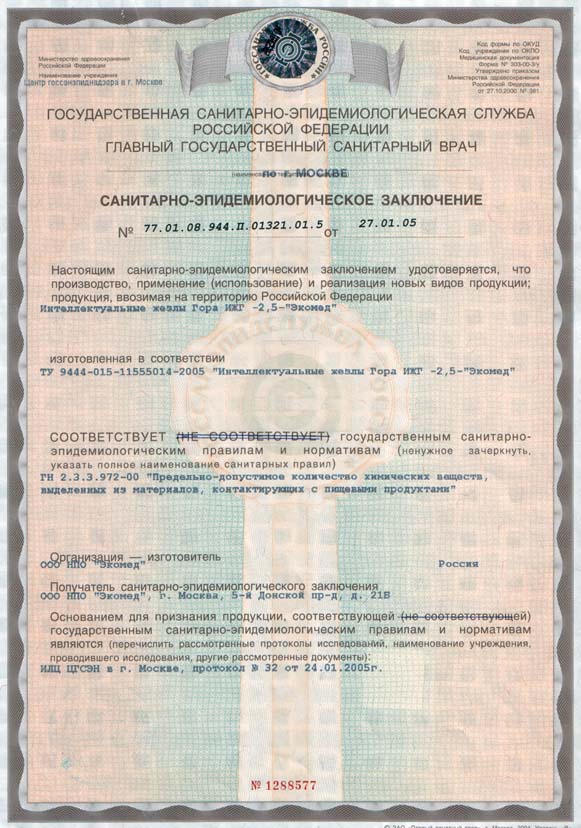 ГОССАНЭПИДСЛУЖБА РОССИИ
Министерство здравоохранения
Российской Федерации
Наименование учреждения
Центр госсанэпиднадзора в г. Москве
Код формы по ОКУД
Код учреждения по ОКПО
Медицинская документация
Форма № 303-00-3/у
Утверждено приказом
Министерства здравоохранения
Российской Федерации
от 27.10.2000 № 381
ГОСУДАРСТВЕННАЯ САНИТАРНО-ЭПИДЕМИОЛОГИЧЕСКАЯ СЛУЖБА
РОССИЙСКОЙ ФЕДЕРАЦИИ
ГЛАВНЫЙ ГОСУДАРСТВЕННЫЙ САНИТАРНЫЙ ВРАЧ
по г. МОСКВЕ
САНИТАРНО-ЭПИДЕМИОЛОГИЧЕСКОЕ ЗАКЛЮЧЕНИЕ
№ 77.01.08.944.П.01321.01.5 от 27.01.05
Настоящим санитарно-эпидемиологическим заключением удостоверяется, что
производство, применение (использование) и реализация новых видов продукции;
продукция, ввозимая на территорию Российской Федерации
Интеллектуальные жезлы Гора ИЖГ -2,5-"Экомед"
изготовленная в соответствии
ТУ 9444-015-11555014-2005 "Интеллектуальные жезлы Гора ИЖГ -2,5-"Экомед"
СООТВЕТСТВУЕТ (НЕ СООТВЕТСТВУЕТ) государственным санитарно-
эпидемиологическим правилам и нормативам (ненужное зачеркнуть,
указать полное наименование санитарных правил)
ГН 2.3.3.972-00 "Предельно-допустимое количество химических веществ,
выделенных из материалов, контактирующих с пищевыми продуктами"
Организация — изготовитель
ООО НПО "Экомед" Россия
Получатель санитарно-эпидемиологического заключения
ООО НПО "Экомед", г. Москва, 5-й Донской пр-д, д. 21В
Основанием для признания продукции, соответствующей (не соответствующей)
государственным санитарно-эпидемиологическим правилам и нормативам
являются (перечислить рассмотренные протоколы исследований, наименование учреждения,
проводившего исследования, другие рассмотренные документы):
ИЛЦ ЦГСЭН в г. Москве, протокол № 32 от 24.01.2005г.
№ 1288577